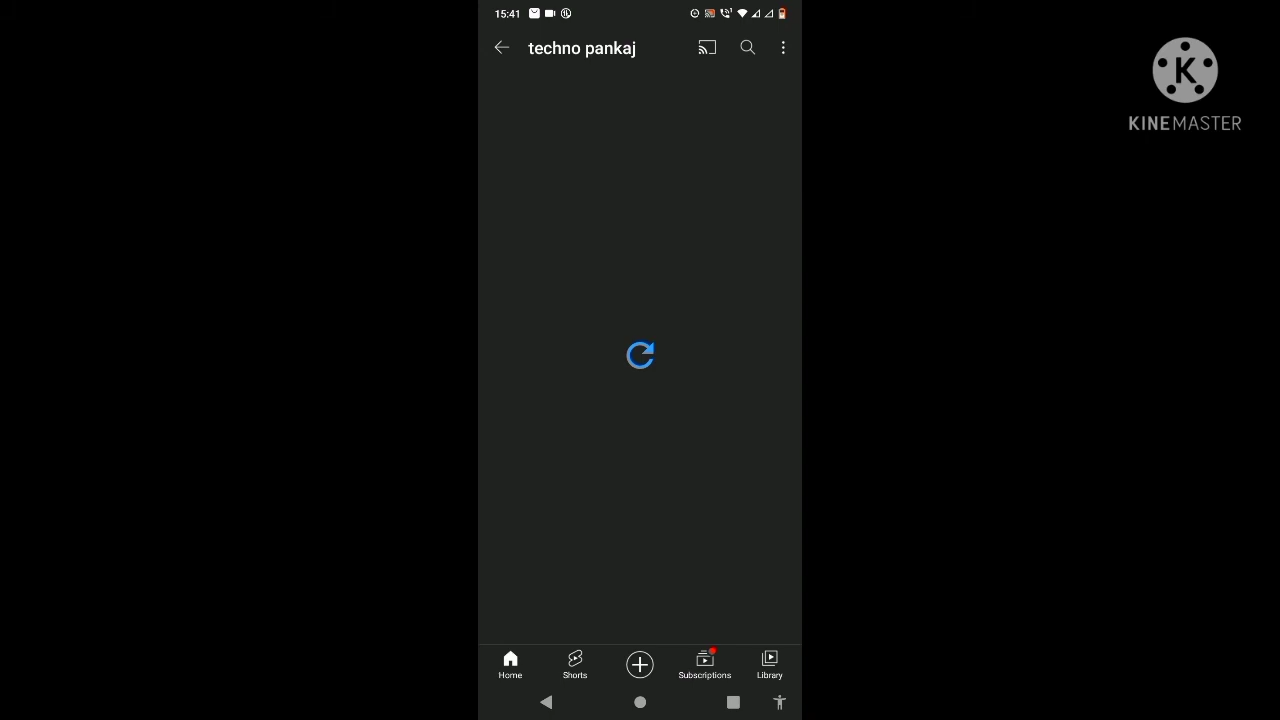 15:41
techno pankaj
K
KINEMASTER
Home
Shorts
Subscriptions
Library